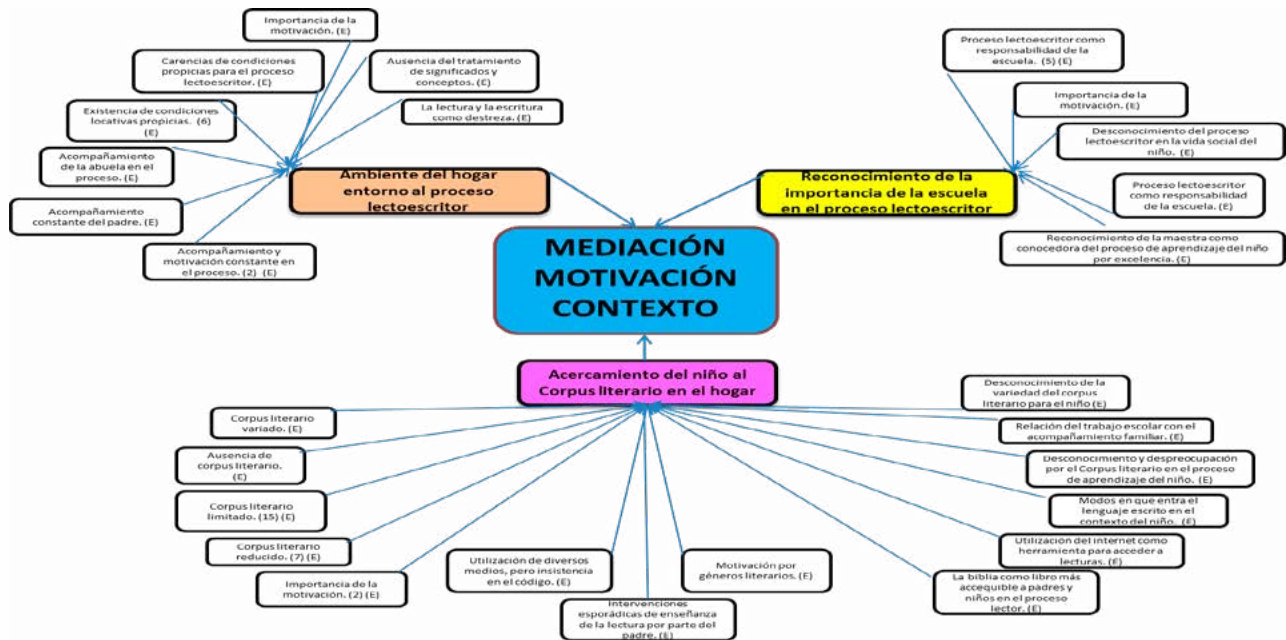 Importancia de la
motivación. (E)
Carencias de condiciones
propicias para el proceso
lectoescritor. (E)
Ausencia del tratamiento
de significados y
conceptos. (E)
Existencia de condiciones
locativas propicias. (6)
(E)
La lectura y la escritura
como destreza. (E)
Acompañamiento
de la abuela en el
proceso. (E)
Acompañamiento
constante del padre. (E)
Acompañamiento y
motivación constante en
el proceso. (2) (E)
Ambiente del hogar
entorno al proceso
lectoescritor
Proceso lectoescritor como
responsabilidad de la
escuela. (5) (E)
Importancia de la
motivación. (E)
Desconocimiento del proceso
lectoescritor en la vida social del
niño. (E)
Proceso lectoescritor
como responsabilidad
de la escuela. (E)
Reconocimiento de la maestra como
conocedora del proceso de aprendizaje del niño
por excelencia. (E)
Reconocimiento de la
importancia de la escuela
en el proceso lectoescritor
MEDIACIÓN
MOTIVACIÓN
CONTEXTO
Acercamiento del niño al
Corpus literario en el hogar
Corpus literario
variado. (E)
Ausencia de
corpus literario.
(E)
Corpus literario
limitado. (15) (E)
Corpus literario
reducido. (7) (E)
Importancia de la
motivación. (2) (E)
Utilización de diversos
medios, pero insistencia
en el código. (E)
Intervenciones
esporádicas de enseñanza
de la lectura por parte del
padre. (E)
Motivación por
géneros literarios. (E)
Desconocimiento de la
variedad del corpus
literario para el niño (E)
Relación del trabajo escolar con el
acompañamiento familiar. (E)
Desconocimiento y despreocupación
por el Corpus literario en el proceso
de aprendizaje del niño. (E)
Modos en que entra el
lenguaje escrito en el
contexto del niño. (E)
Utilización del internet como
herramienta para acceder a
lecturas. (E)
La biblia como libro más
accequible a padres y
niños en el proceso
lector. (E)